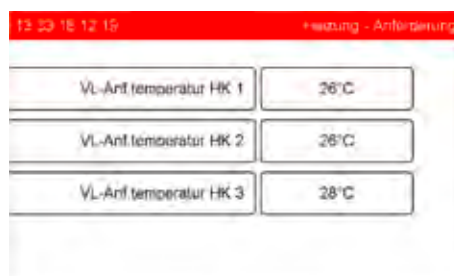 13:33 18.12.19 Heizung - Anforderung
VL-Anf.temperatur HK 1 26°C
VL-Anf.temperatur HK 2 26°C
VL-Anf.temperatur HK 3 28°C